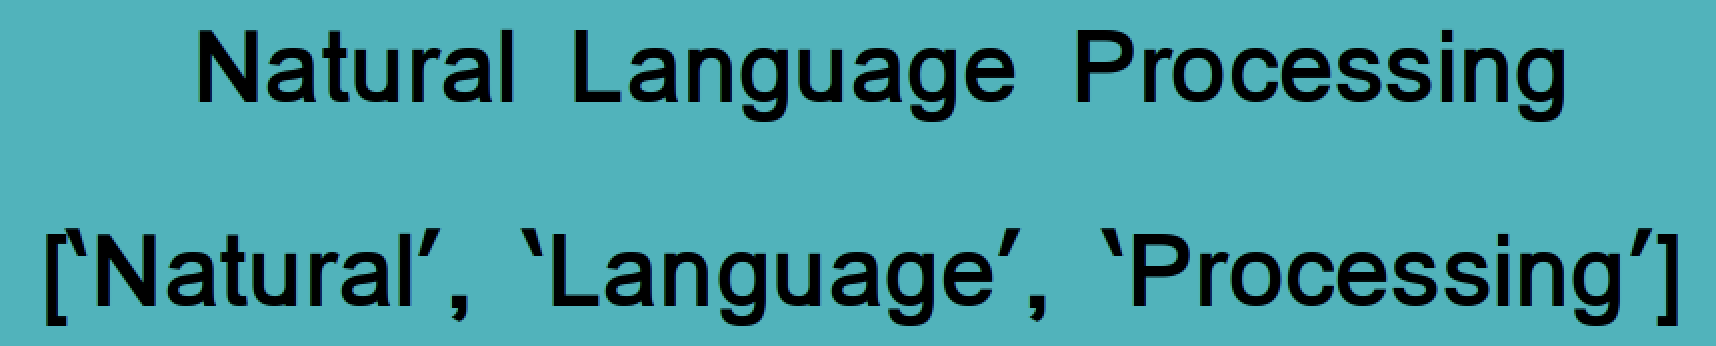 Natural Language Processing
[‵Natural′, ‵Language′, ‵Processing′]